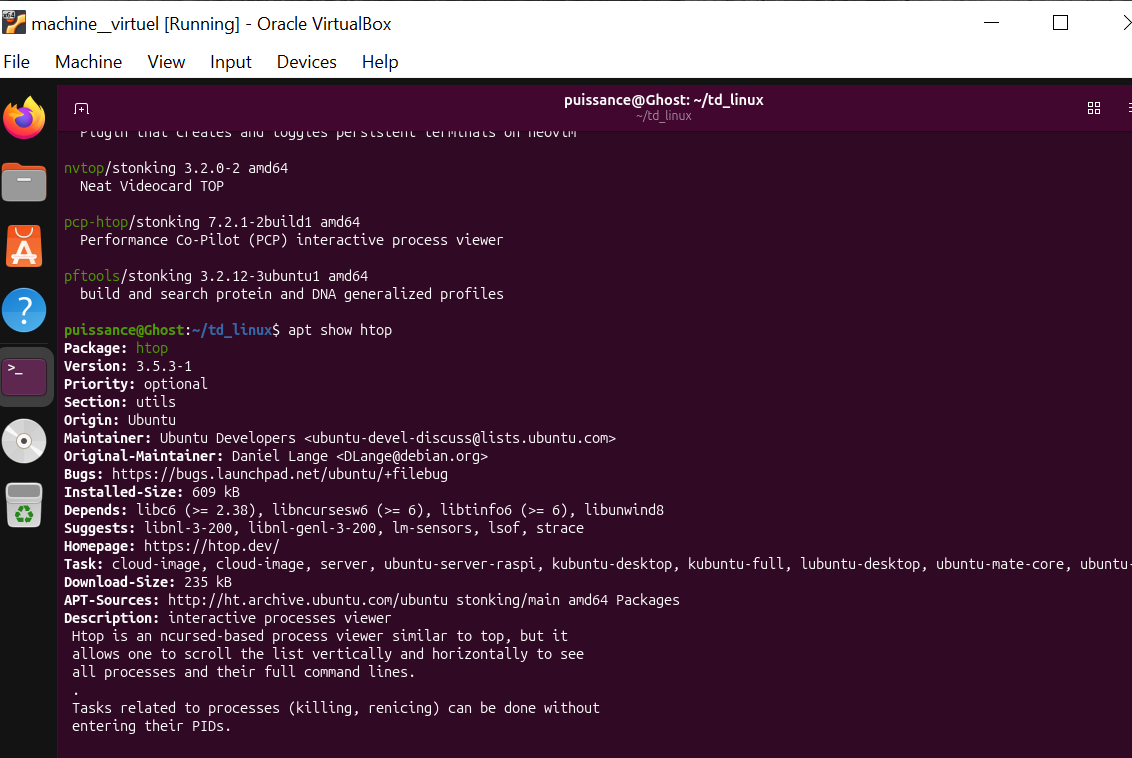 machine__virtuel [Running] - Oracle VirtualBox
File Machine View Input Devices Help
puissance@Ghost: ~/td_linux
~/td_linux
Plugin that creates and toggles persistent terminals on neovim
nvtop/stonking 3.2.0-2 amd64
Neat Videocard TOP
pcp-htop/stonking 7.2.1-2build1 amd64
Performance Co-Pilot (PCP) interactive process viewer
pftools/stonking 3.2.12-3ubuntu1 amd64
build and search protein and DNA generalized profiles
puissance@Ghost:~/td_linux$ apt show htop
Package: htop
Version: 3.5.3-1
Priority: optional
Section: utils
Origin: Ubuntu
Maintainer: Ubuntu Developers <ubuntu-devel-discuss@lists.ubuntu.com>
Original-Maintainer: Daniel Lange <DLange@debian.org>
Bugs: https://bugs.launchpad.net/ubuntu/+filebug
Installed-Size: 609 kB
Depends: libc6 (>= 2.38), libncursesw6 (>= 6), libtinfo6 (>= 6), libunwind8
Suggests: libnl-3-200, libnl-genl-3-200, lm-sensors, lsof, strace
Homepage: https://htop.dev/
Task: cloud-image, cloud-image, server, ubuntu-server-raspi, kubuntu-desktop, kubuntu-full, lubuntu-desktop, ubuntu-mate-core, ubuntu-
Download-Size: 235 kB
APT-Sources: http://ht.archive.ubuntu.com/ubuntu stonking/main amd64 Packages
Description: interactive processes viewer
Htop is an ncursed-based process viewer similar to top, but it
allows one to scroll the list vertically and horizontally to see
all processes and their full command lines.
.
Tasks related to processes (killing, renicing) can be done without
entering their PIDs.